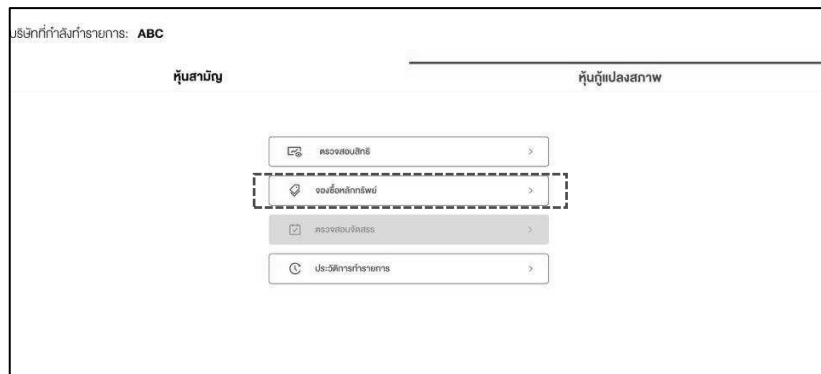 บริษัทที่กำลังทำรายการ: ABC
หุ้นสามัญ หุ้นกู้แปลงสภาพ
ตรวจสอบสิทธิ
จองซื้อหลักทรัพย์
ตรวจสอบจัดสรร
ประวัติการทำรายการ